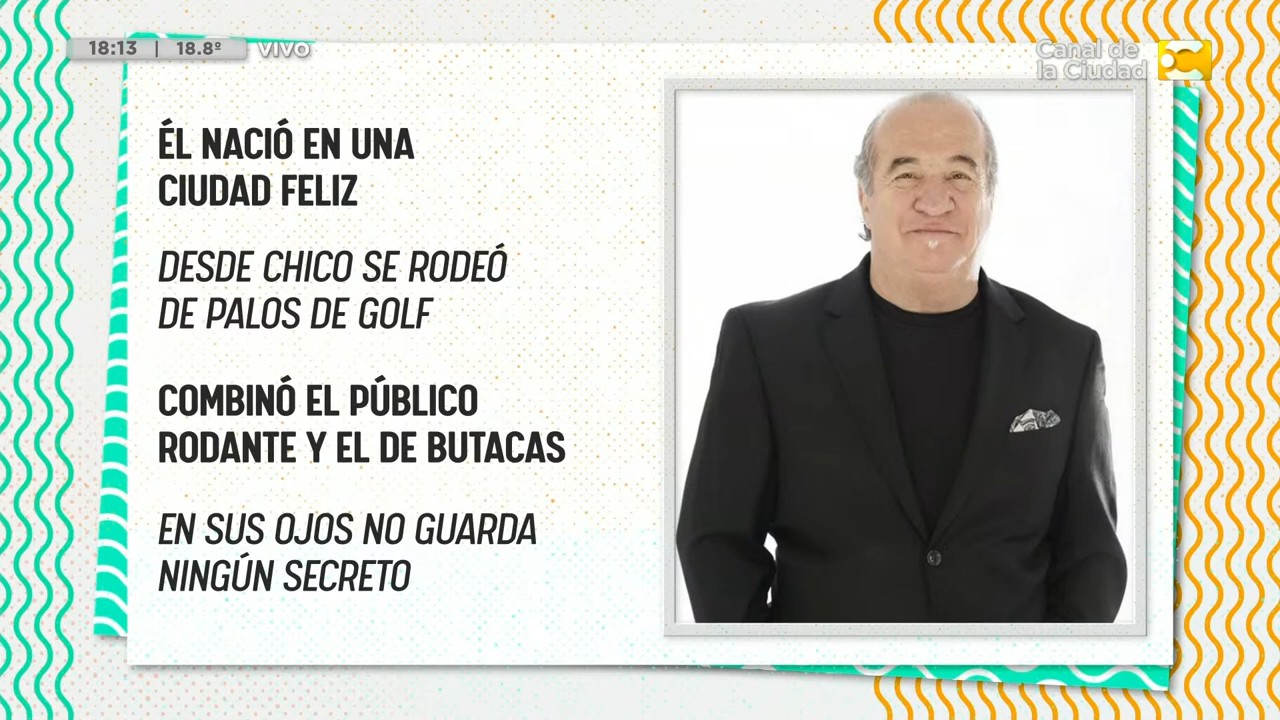 18:13 | 18.8º VIVO
Canal de
la Ciudad
ÉL NACIÓ EN UNA
CIUDAD FELIZ
DESDE CHICO SE RODEÓ
DE PALOS DE GOLF
COMBINÓ EL PÚBLICO
RODANTE Y EL DE BUTACAS
EN SUS OJOS NO GUARDA
NINGÚN SECRETO